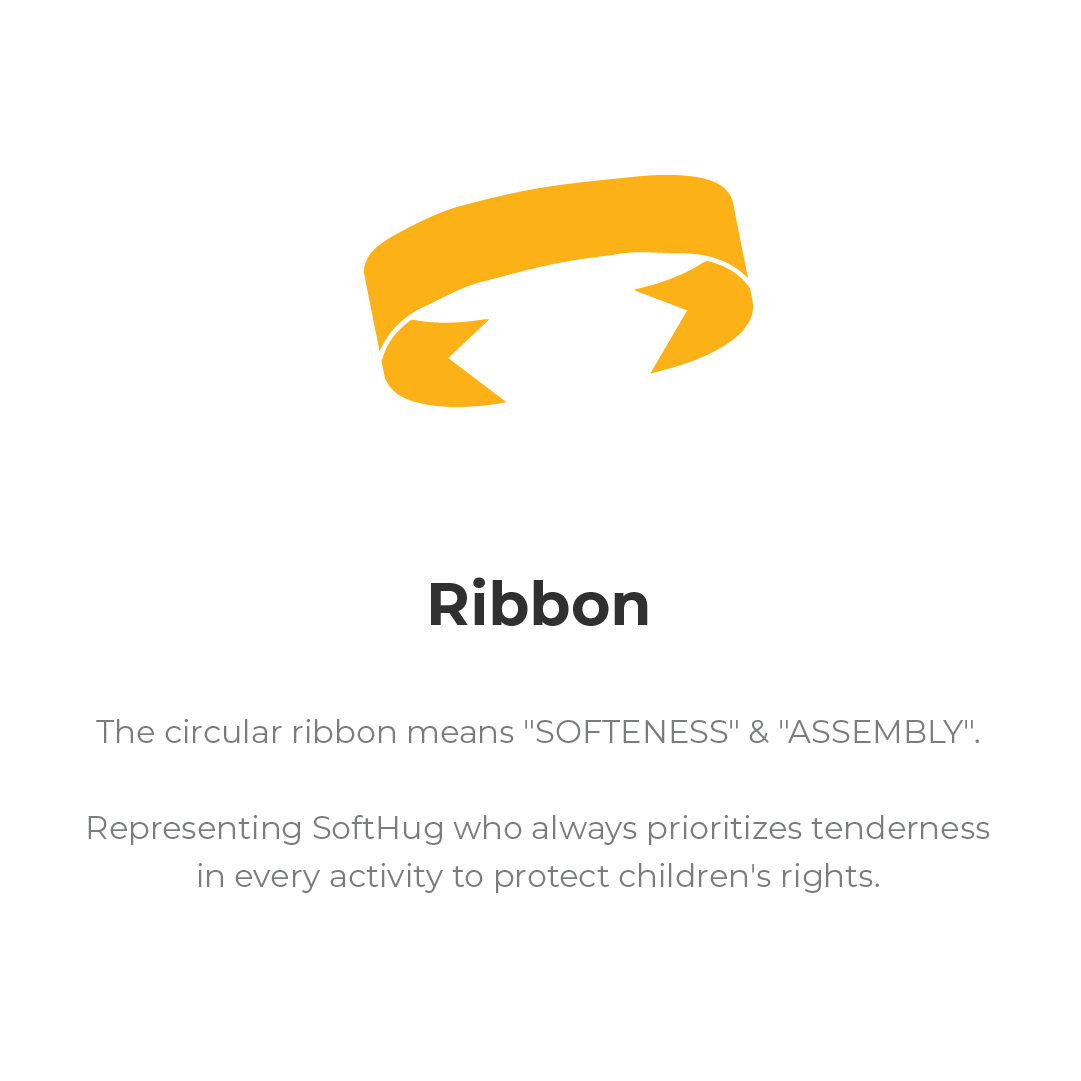 Ribbon
The circular ribbon means "SOFTENESS" & "ASSEMBLY".
Representing SoftHug who always prioritizes tenderness
in every activity to protect children's rights.